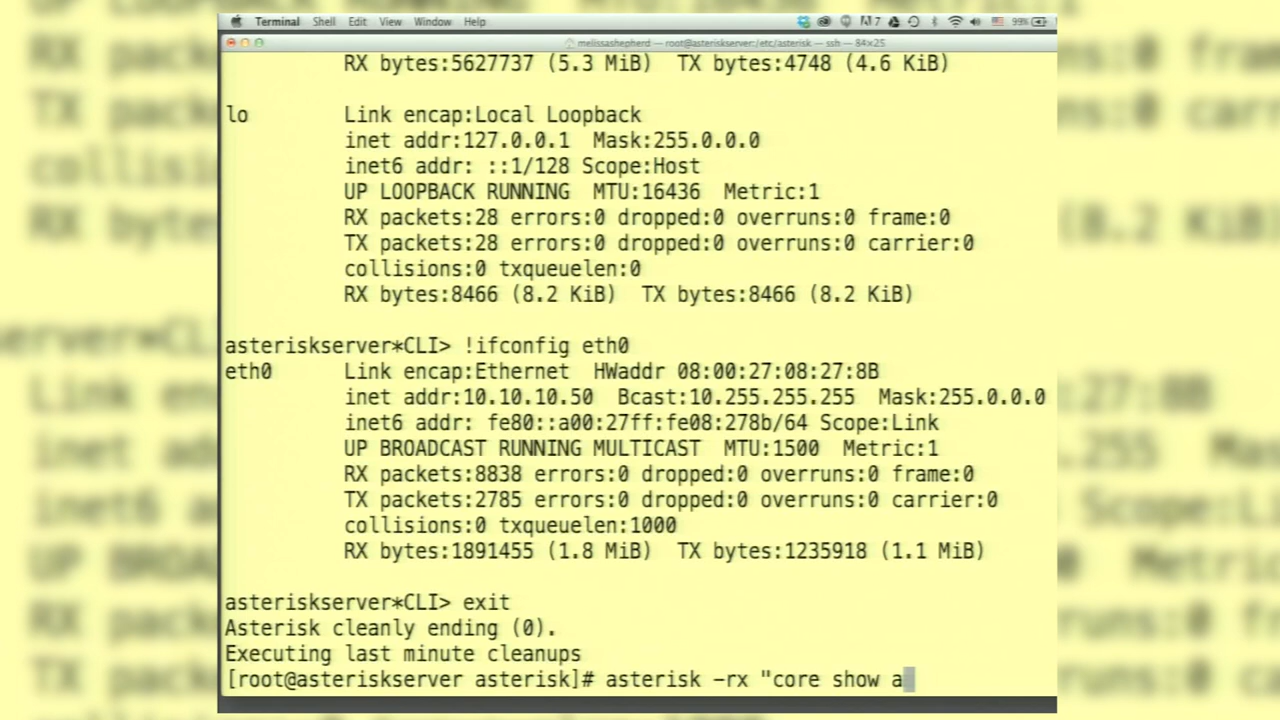 Terminal Shell Edit View Window Help 7 99%
melissashepherd — root@asteriskserver:/etc/asterisk — ssh — 84×25
RX bytes:5627737 (5.3 MiB) TX bytes:4748 (4.6 KiB)
lo Link encap:Local Loopback
inet addr:127.0.0.1 Mask:255.0.0.0
inet6 addr: ::1/128 Scope:Host
UP LOOPBACK RUNNING MTU:16436 Metric:1
RX packets:28 errors:0 dropped:0 overruns:0 frame:0
TX packets:28 errors:0 dropped:0 overruns:0 carrier:0
collisions:0 txqueuelen:0
RX bytes:8466 (8.2 KiB) TX bytes:8466 (8.2 KiB)
asteriskserver*CLI> !ifconfig eth0
eth0 Link encap:Ethernet HWaddr 08:00:27:08:27:8B
inet addr:10.10.10.50 Bcast:10.255.255.255 Mask:255.0.0.0
inet6 addr: fe80::a00:27ff:fe08:278b/64 Scope:Link
UP BROADCAST RUNNING MULTICAST MTU:1500 Metric:1
RX packets:8838 errors:0 dropped:0 overruns:0 frame:0
TX packets:2785 errors:0 dropped:0 overruns:0 carrier:0
collisions:0 txqueuelen:1000
RX bytes:1891455 (1.8 MiB) TX bytes:1235918 (1.1 MiB)
asteriskserver*CLI> exit
Asterisk cleanly ending (0).
Executing last minute cleanups
[root@asteriskserver asterisk]# asterisk -rx "core show a